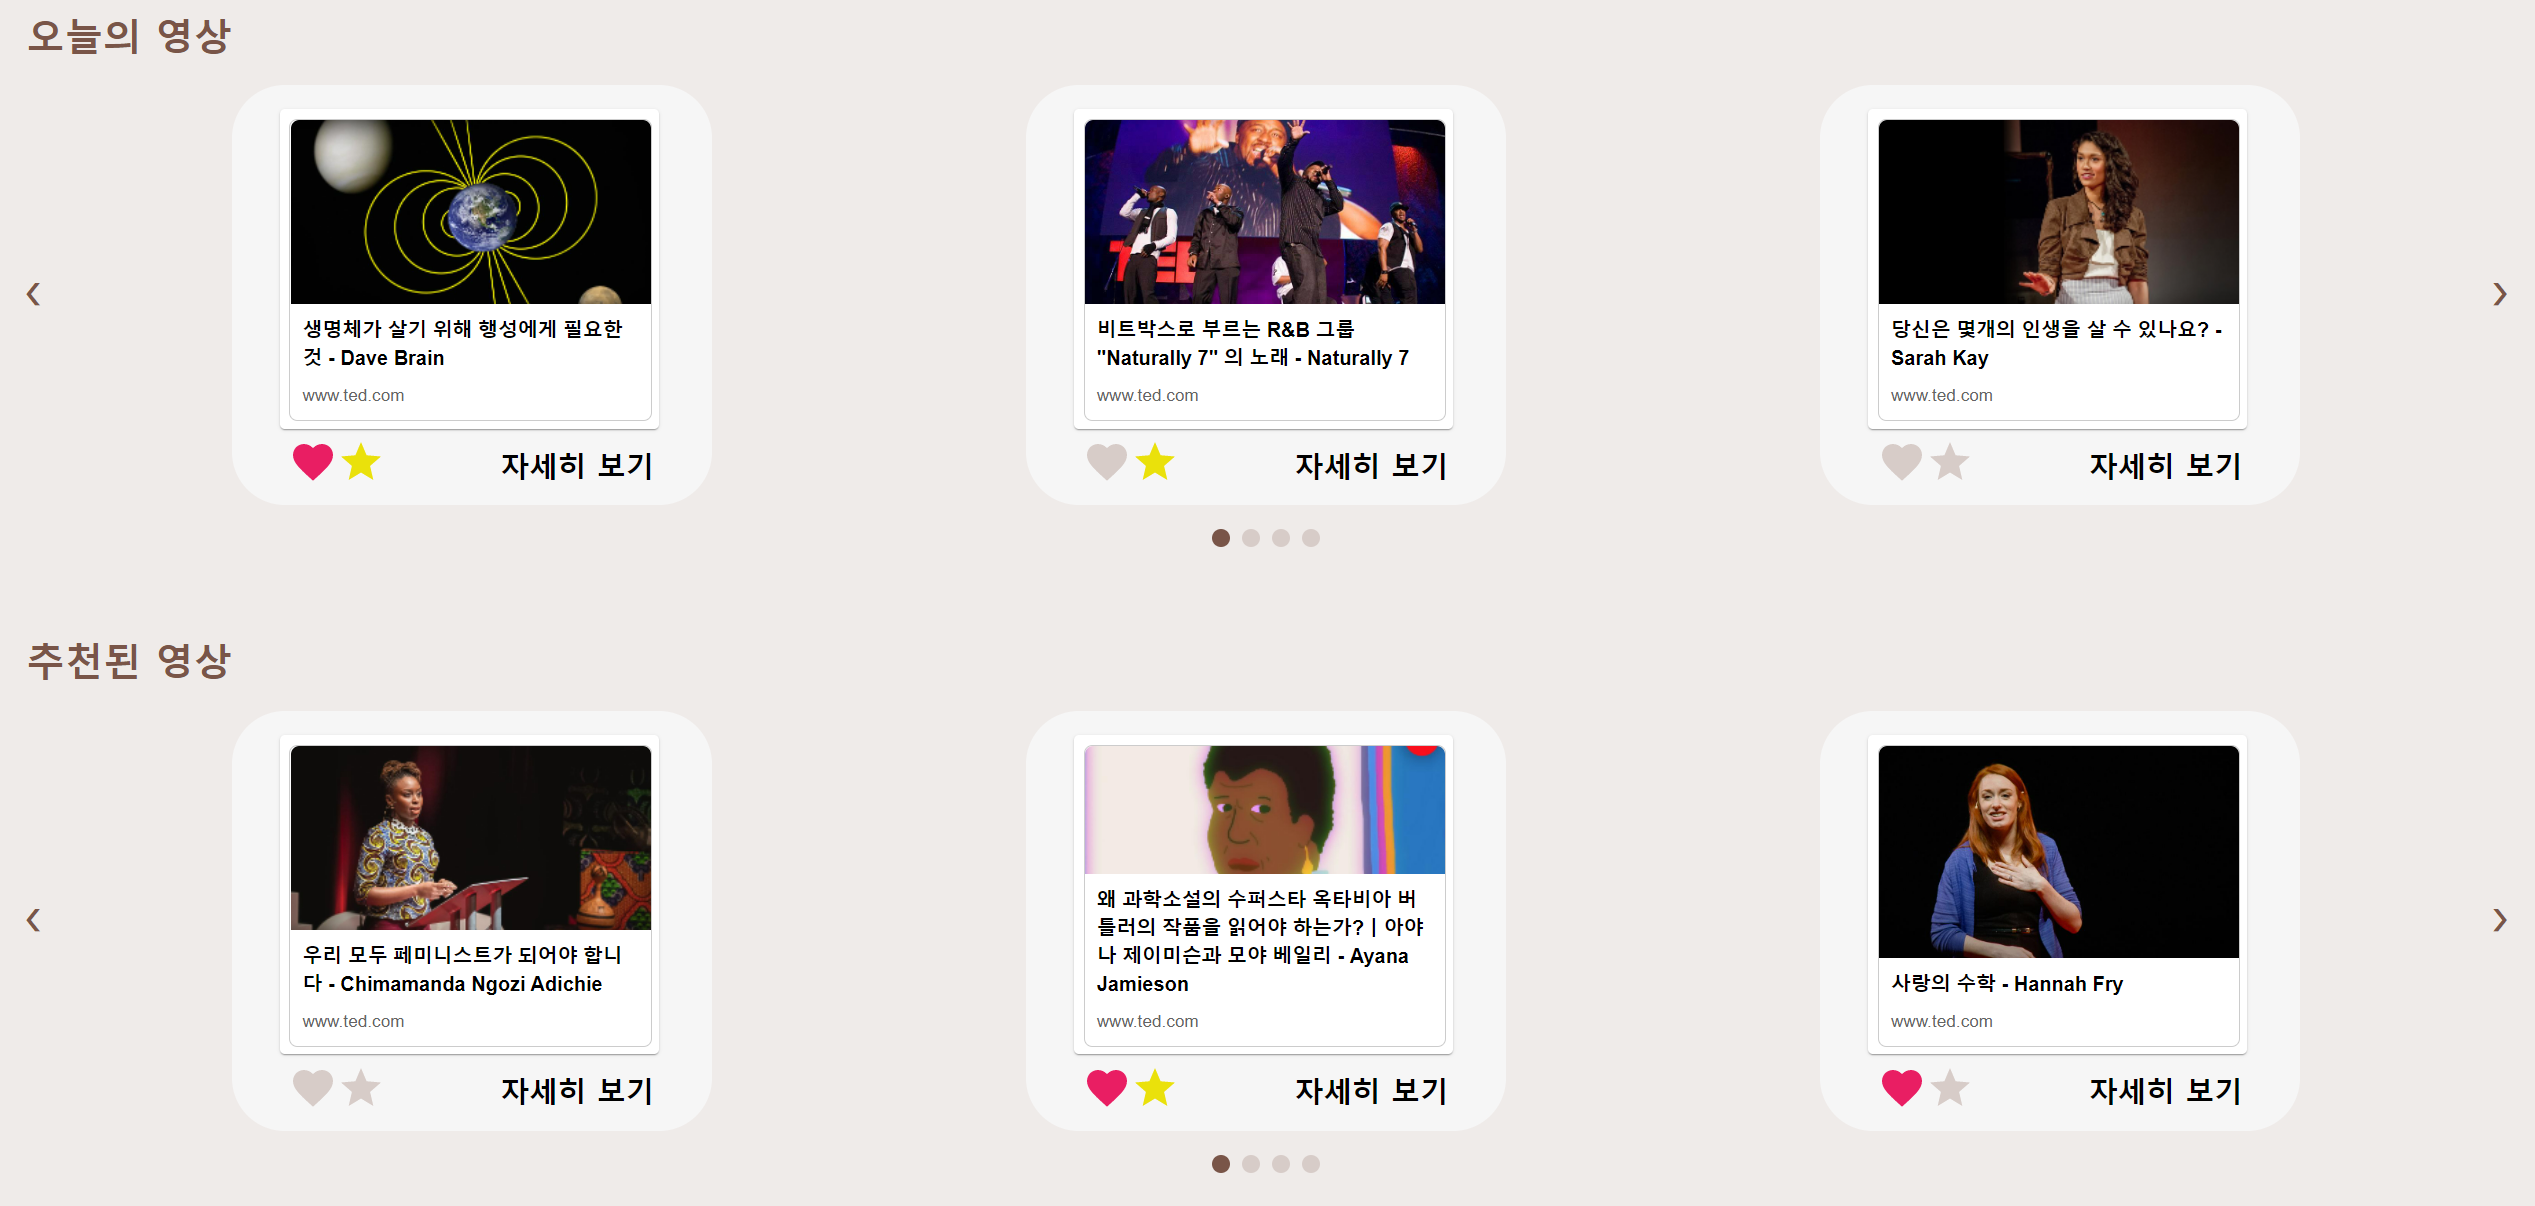 오늘의 영상
생명체가 살기 위해 행성에게 필요한
것 - Dave Brain
www.ted.com
자세히 보기
TED
비트박스로 부르는 R&B 그룹
"Naturally 7" 의 노래 - Naturally 7
www.ted.com
자세히 보기
당신은 몇개의 인생을 살 수 있나요? -
Sarah Kay
www.ted.com
자세히 보기
추천된 영상
우리 모두 페미니스트가 되어야 합니
다 - Chimamanda Ngozi Adichie
www.ted.com
자세히 보기
왜 과학소설의 수퍼스타 옥타비아 버
틀러의 작품을 읽어야 하는가? | 아야
나 제이미슨과 모야 베일리 - Ayana
Jamieson
www.ted.com
자세히 보기
사랑의 수학 - Hannah Fry
www.ted.com
자세히 보기